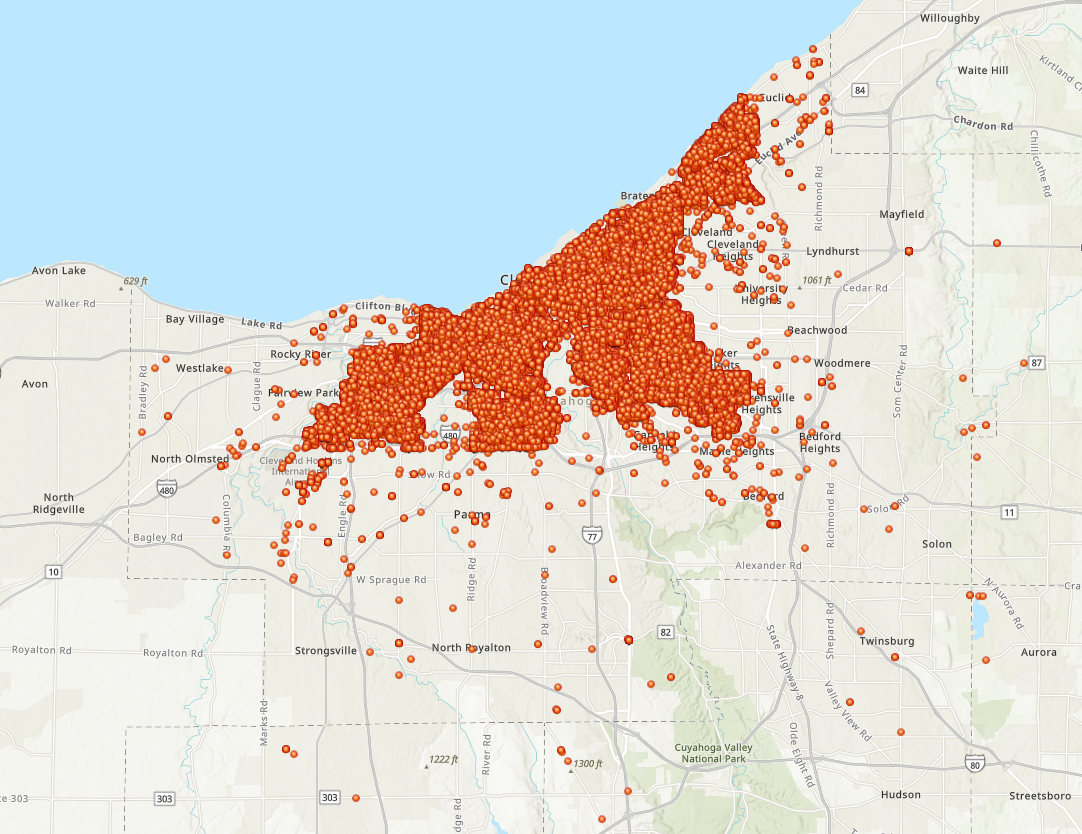 Willoughby
Waite Hill
Kirtland C
84
Euclid
Chardon Rd
Euclid Ave
Chillicothe Rd
Richmond Rd
Braten
Mayfield
Cleveland
Cleveland
Heights
Lyndhurst
Avon Lake
629 ft
1061 ft
Cedar Rd
University
Heights
Walker Rd
Clifton Blvd
Bay Village
Lake Rd
Beachwood
Rocky River
Westlake
Woodmere
87
Avon
Bradley Rd
Clague Rd
Fairview Park
Som Center Rd
Heights
480
Heights
Maple Heights
Bedford
Heights
North Olmsted
Cleveland Hopkins
International
480
North
Ridgeville
Columbia Rd
Engle Rd
Snow Rd
Parma
Bedford
Richmond Rd
Solon Rd
11
77
Bagley Rd
Solon
10
W Sprague Rd
Ridge Rd
Broadview Rd
Alexander Rd
N Aurora Rd
82
Shepard Rd
Royalton Rd
Royalton Rd
Strongsville
North Royalton
State Highway 8
Twinsburg
Aurora
Marks Rd
Valley View Rd
River Rd
1222 ft
1300 ft
Cuyahoga Valley
National Park
Olde Eight Rd
80
303
303
303
Hudson
Streetsboro